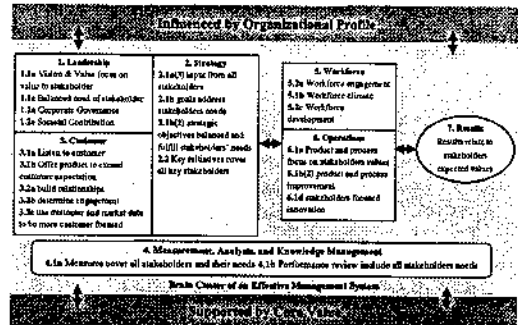 Influenced by Organizational Profile
1. Leadership
1.1a Vision & Value focus on
value to stakeholder
1.1a Balanced need of stakeholder
1.2a Corporate Governance
1.2c Societal Contribution
3. Customer
3.1a Listen to customer
3.1b Offer product to exceed
customer expectation
3.2a build relationships
3.2b determine engagement
3.2c use customer and market data
to be more customer focused
2. Strategy
2.1a(3) input from all
stakeholders
2.1b goals address
stakeholders needs
2.1b(2) strategic
objectives balanced and
fulfill stakeholders' needs
2.2 Key initiatives cover
all key stakeholders
5. Workforce
5.2a Workforce engagement
5.1b Workforce climate
5.2c Workforce
development
6. Operations
6.1a Product and process
focus on stakeholders values
6.1b(3) product and process
improvement
6.1d stakeholders focused
innovation
7. Results
Results relate to
stakeholders
expected values
4. Measurement, Analysis, and Knowledge Management
4.1a Measures cover all stakeholders and their needs 4.1b Performance review include all stakeholders needs
Brain Center of an Effective Management System
Supported by Core Value